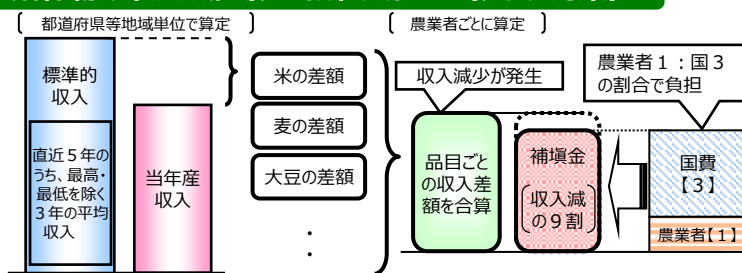 都道府県等地域単位で算定
農業者ごとに算定
標準的
収入
直近5年の
うち、最高・
最低を除く
3年の平均
収入
当年産
収入
米の差額
麦の差額
大豆の差額
・
・
収入減少が発生
品目ごと
の収入差
額を合算
補塡金
収入減
の9割
農業者1：国3
の割合で負担
国費
【3】
農業者【1】